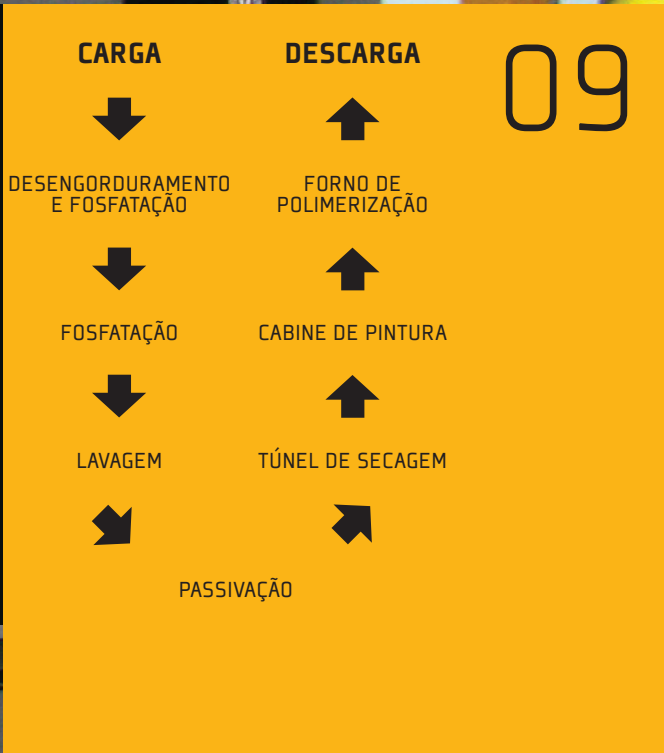 CARGA
DESENGORDURAMENTO
E FOSFATAÇÃO
FOSFATAÇÃO
LAVAGEM
PASSIVAÇÃO
TÚNEL DE SECAGEM
CABINE DE PINTURA
FORNO DE
POLIMERIZAÇÃO
DESCARGA
09